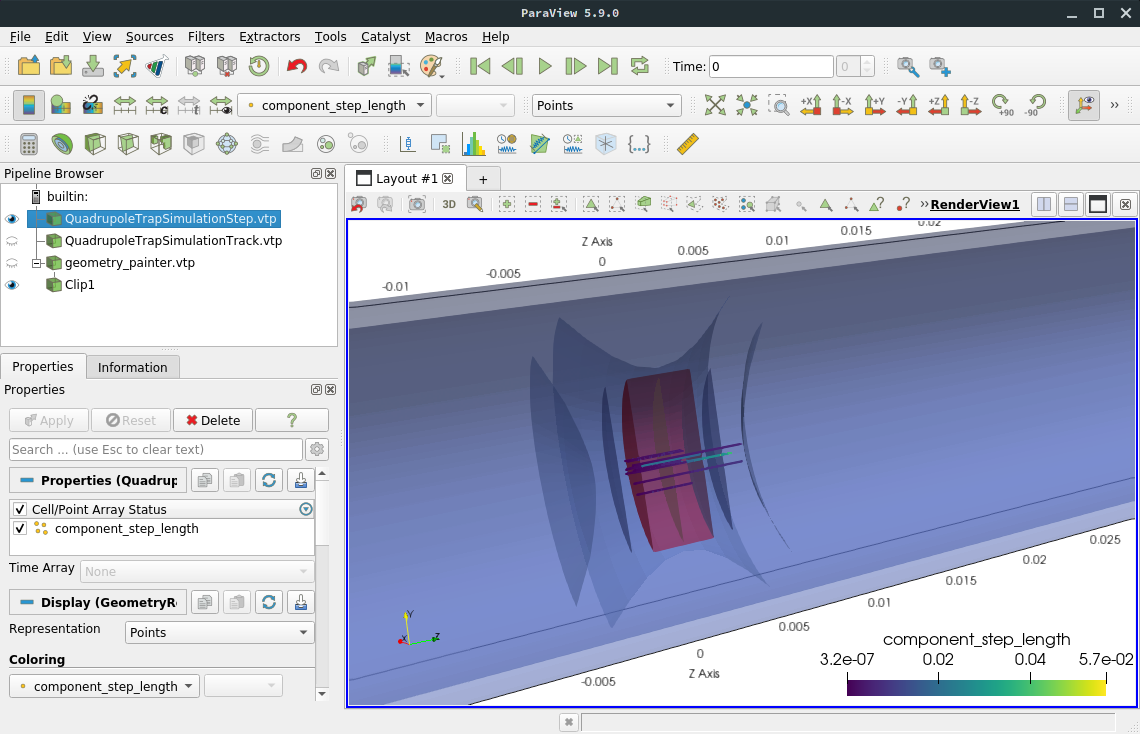 ParaView 5.9.0
File Edit View Sources Filters Extractors Tools Catalyst Macros Help
Time: 0 0
component_step_length Points +X -X +Y -Y +Z -Z +90 -90 »
Pipeline Browser
builtin:
QuadrupoleTrapSimulationStep.vtp
QuadrupoleTrapSimulationTrack.vtp
geometry_painter.vtp
Clip1
Properties Information
Properties
Apply Reset Delete ?
Search ... (use Esc to clear text)
Properties (Quadrup
Cell/Point Array Status
component_step_length
Time Array None
Display (GeometryRe
Representation Points
Coloring
component_step_length
Layout #1 +
3D » RenderView1
Z Axis
-0.01 -0.005 0 0.005 0.01 0.015 0.02
0.025
0.02
0.015
0.01
0.005
0
-0.005
Z Axis
Y
X Z
component_step_length
3.2e-07 0.02 0.04 5.7e-02